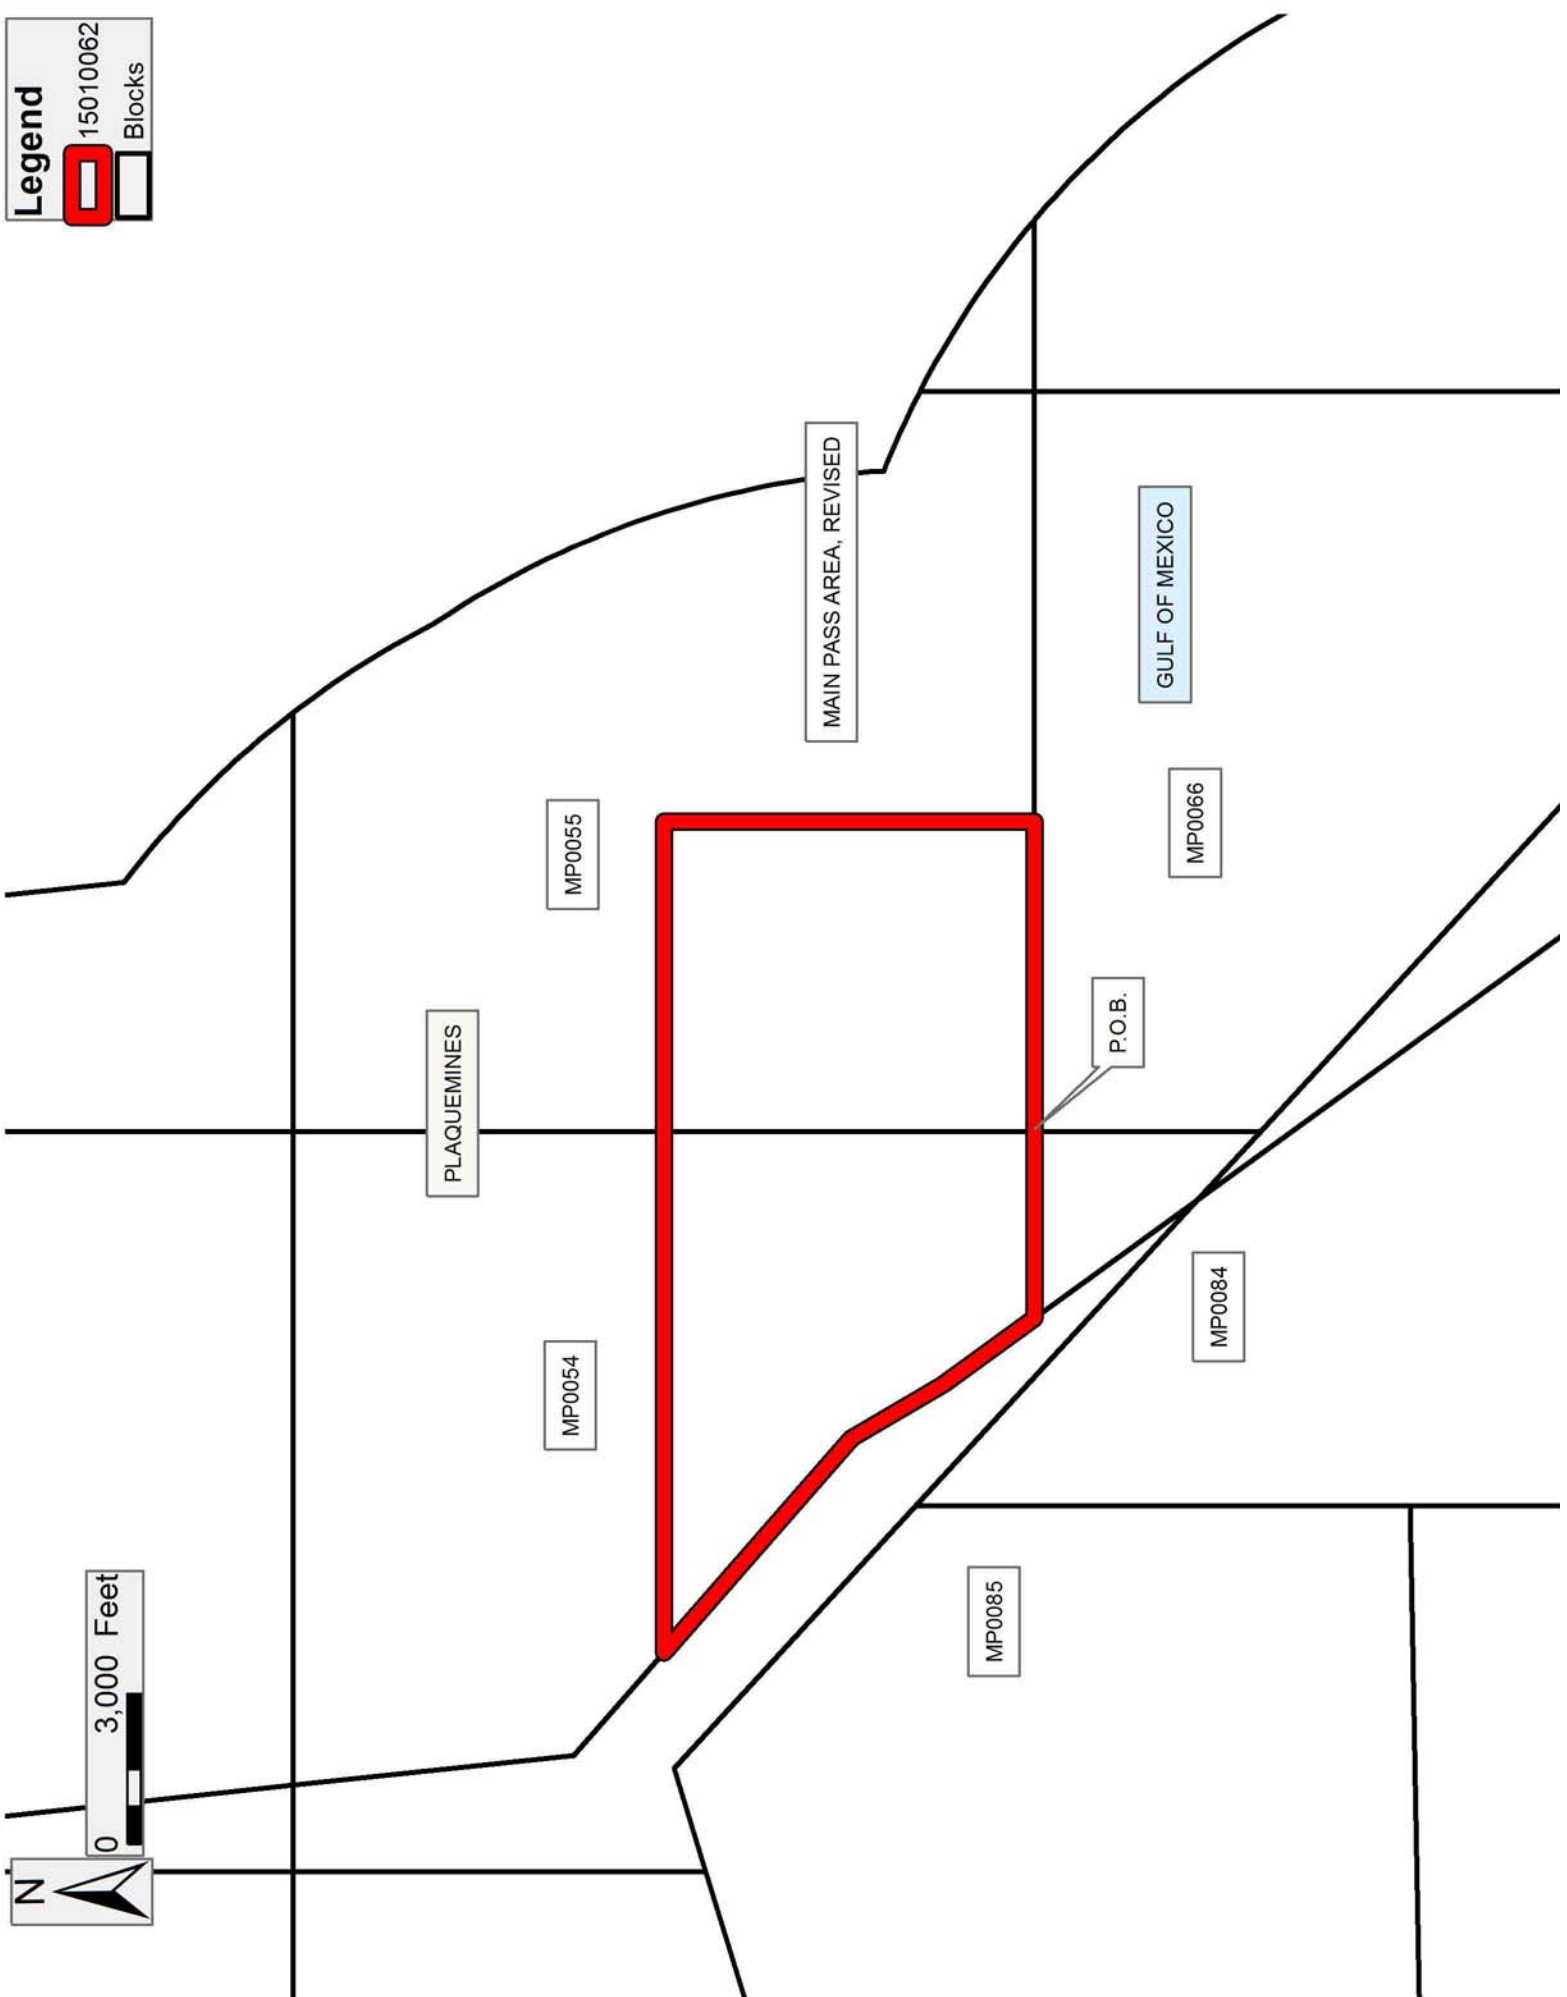 N
0 3,000 Feet
Legend
15010062
Blocks
PLAQUEMINES
MP0054
MP0055
MAIN PASS AREA, REVISED
MP0085
P.O.B.
GULF OF MEXICO
MP0084
MP0066